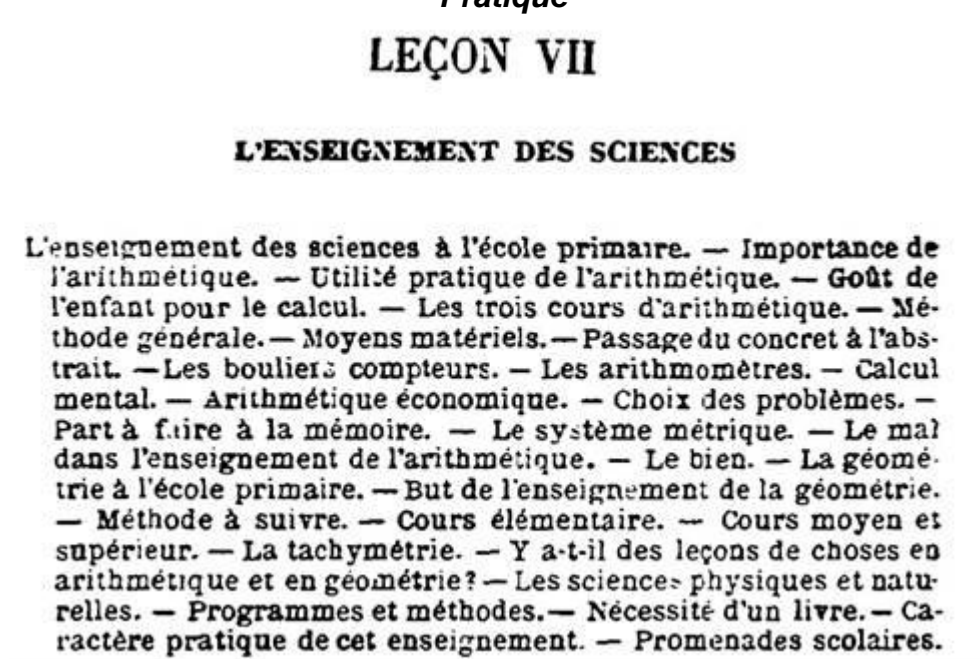 Pratique
LEÇON VII
L'ENSEIGNEMENT DES SCIENCES
L'enseignement des sciences à l'école primaire. — Importance de
l'arithmétique. — Utilité pratique de l'arithmétique. — Goût de
l'enfant pour le calcul. — Les trois cours d'arithmétique. — Mé-
thode générale. — Moyens matériels. — Passage du concret à l'abs-
trait. — Les bouliers compteurs. — Les arithmomètres. — Calcul
mental. — Arithmétique économique. — Choix des problèmes. —
Part à faire à la mémoire. — Le système métrique. — Le mal
dans l'enseignement de l'arithmétique. — Le bien. — La géomé-
trie à l'école primaire. — But de l'enseignement de la géométrie.
— Méthode à suivre. — Cours élémentaire. — Cours moyen et
supérieur. — La tachymétrie. — Y a-t-il des leçons de choses en
arithmétique et en géométrie? — Les sciences physiques et natu-
relles. — Programmes et méthodes. — Nécessité d'un livre. — Ca-
ractère pratique de cet enseignement. — Promenades scolaires.